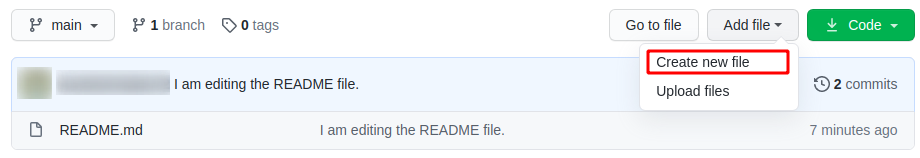 main 1 branch 0 tags Go to file Add file Code
Create new file
I am editing the README file. 2 commits
Upload files
README.md I am editing the README file. 7 minutes ago